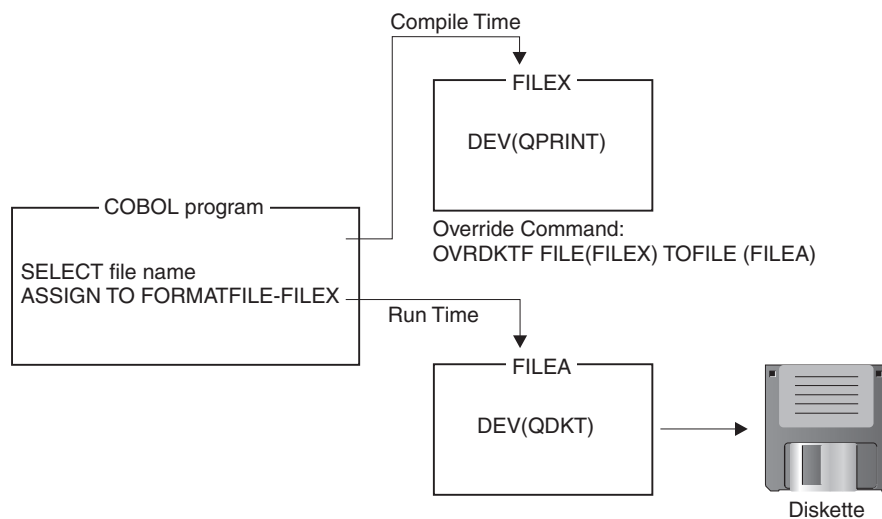 Compile Time
FILEX
DEV(QPRINT)
COBOL program
Override Command:
OVRDKTF FILE(FILEX) TOFILE (FILEA)
SELECT file name
ASSIGN TO FORMATFILE-FILEX
Run Time
FILEA
DEV(QDKT)
Diskette